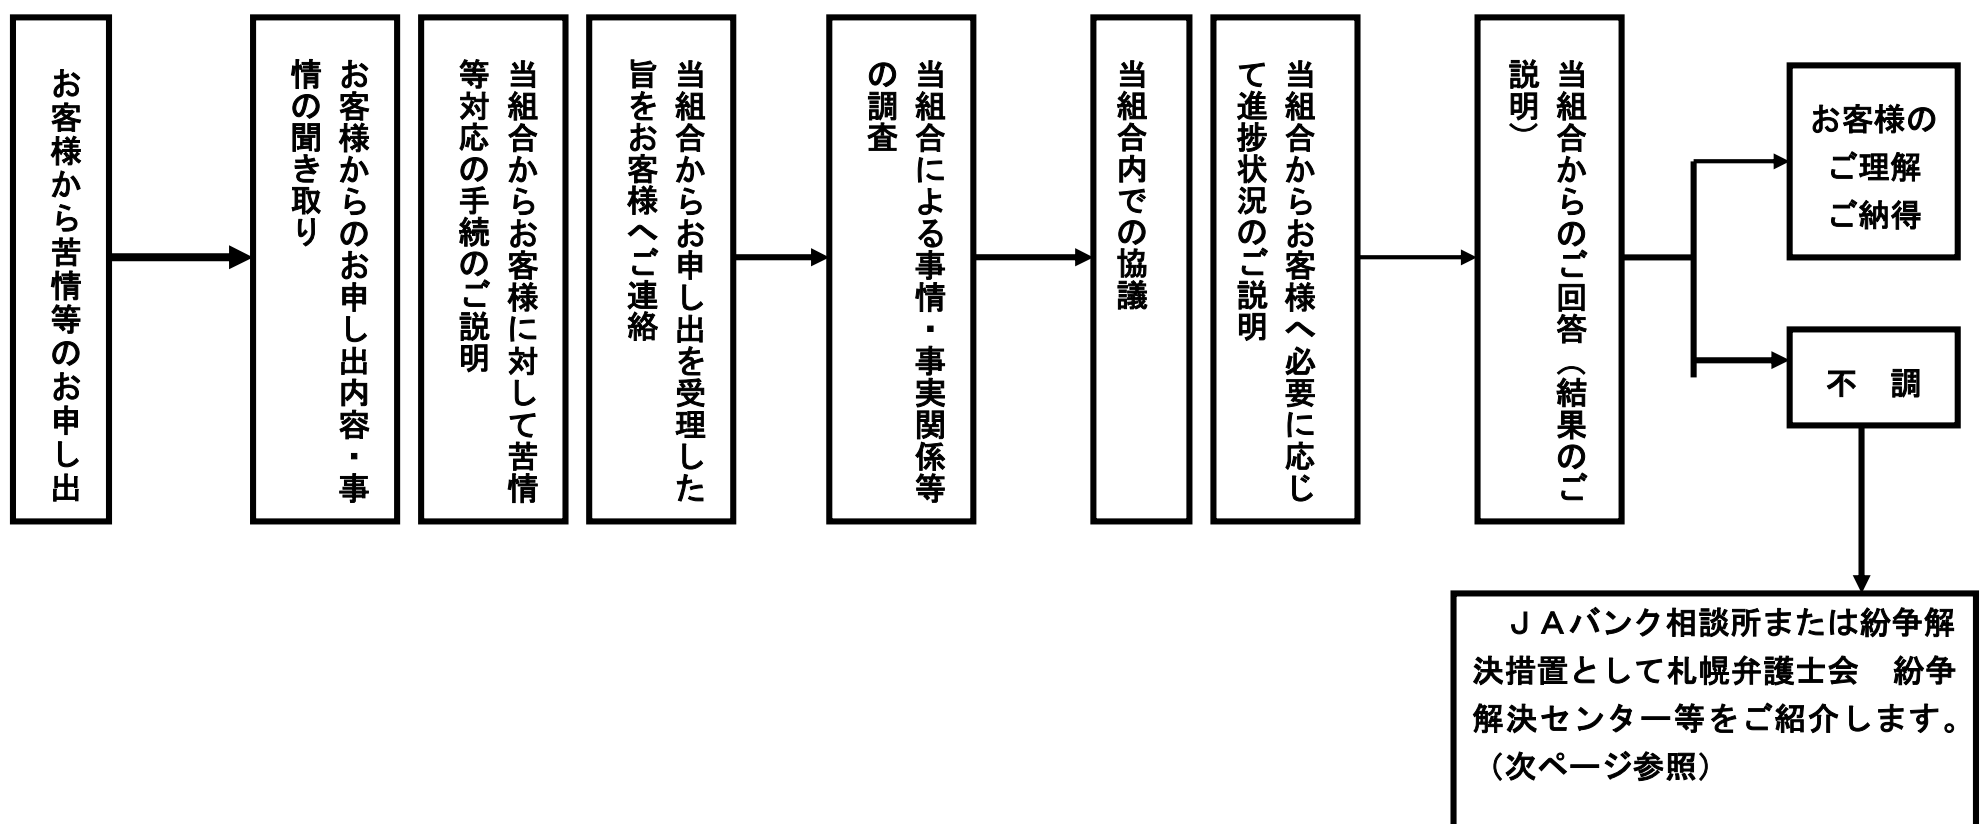 お客様から苦情等のお申し出
お客様からのお申し出内容・事
情の聞き取り
当組合からお客様に対して苦情
等対応の手続のご説明
当組合からお申し出を受理した
旨をお客様へご連絡
当組合による事情・事実関係等
の調査
当組合内での協議
当組合からお客様へ必要に応じ
て進捗状況のご説明
当組合からのご回答（結果のご
説明）
お客様の
ご理解
ご納得
不　調
ＪＡバンク相談所または紛争解
決措置として札幌弁護士会　紛争
解決センター等をご紹介します。
（次ページ参照）